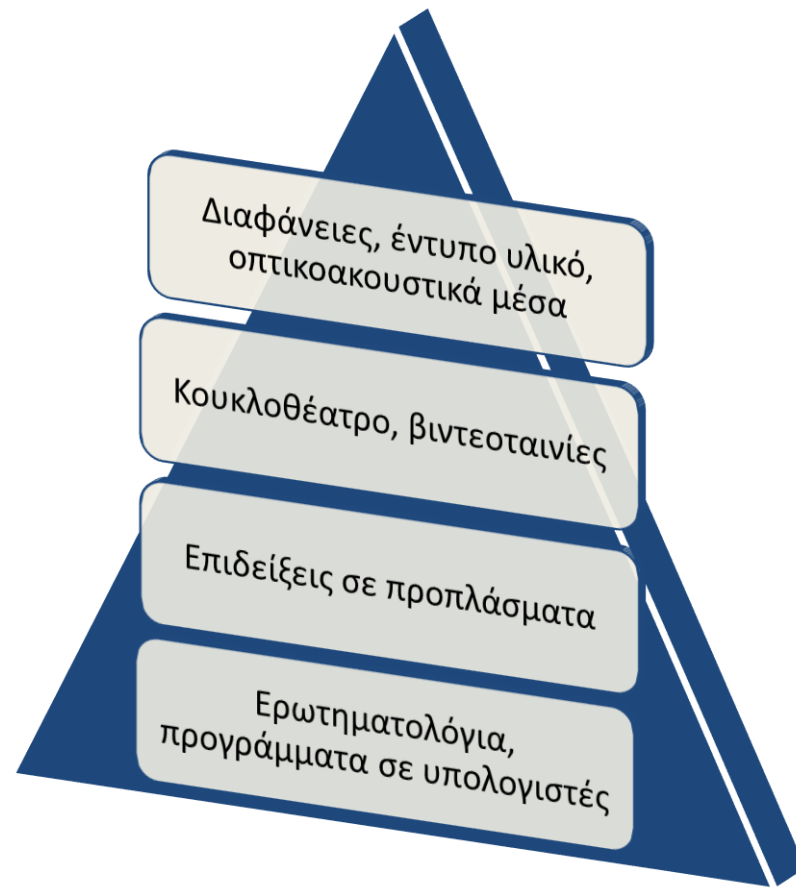 Διαφάνειες, έντυπο υλικό,
οπτικοακουστικά μέσα
Κουκλοθέατρο, βιντεοταινίες
Επιδείξεις σε προπλάσματα
Ερωτηματολόγια,
προγράμματα σε υπολογιστές